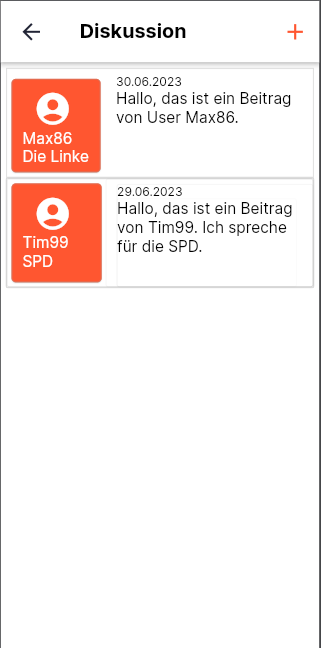 Diskussion
30.06.2023
Hallo, das ist ein Beitrag
von User Max86.
Max86
Die Linke
29.06.2023
Hallo, das ist ein Beitrag
von Tim99. Ich spreche
für die SPD.
Tim99
SPD